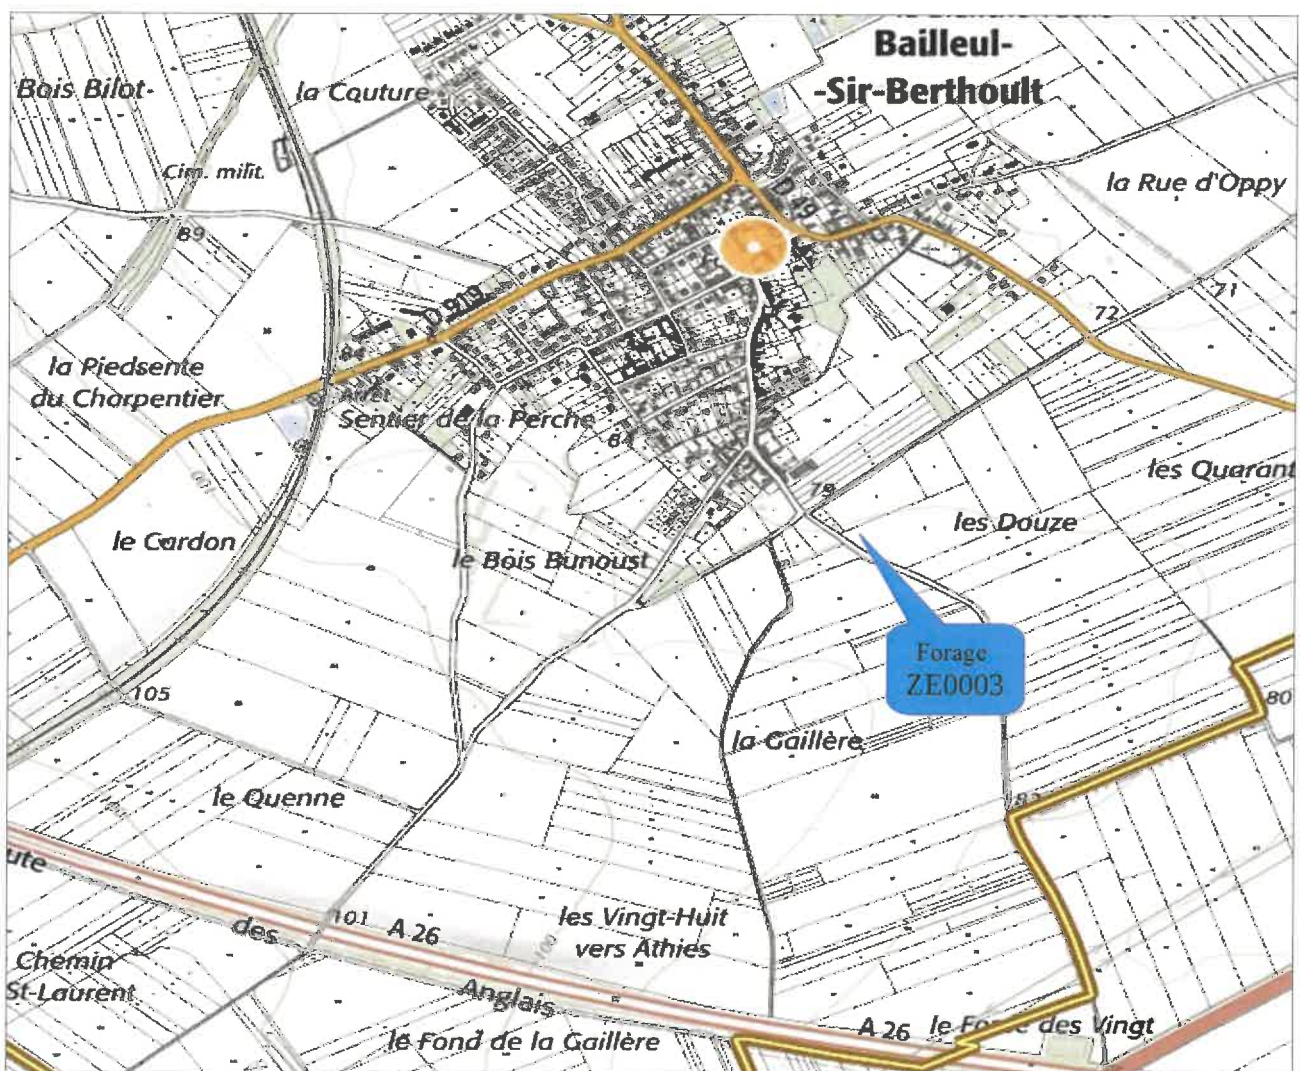 Bailleul-
-Sir-Berthoult
Bois Bilot
la Couture
Cim. milit.
la Rue d'Oppy
89
D 49
71
72
D 919
84
la Piedsente
du Charpentier
Arrêt
Sentier de la Perche
84
les Quarant
79
les Douze
le Cardon
le Bois Bunoust
Forage
ZE0003
105
80
la Gaillère
le Quenne
82
ute
des
101
A 26
les Vingt-Huit
vers Athies
100
Chemin
St-Laurent
Anglais
A 26
des Vingt
le Fond de la Gaillère